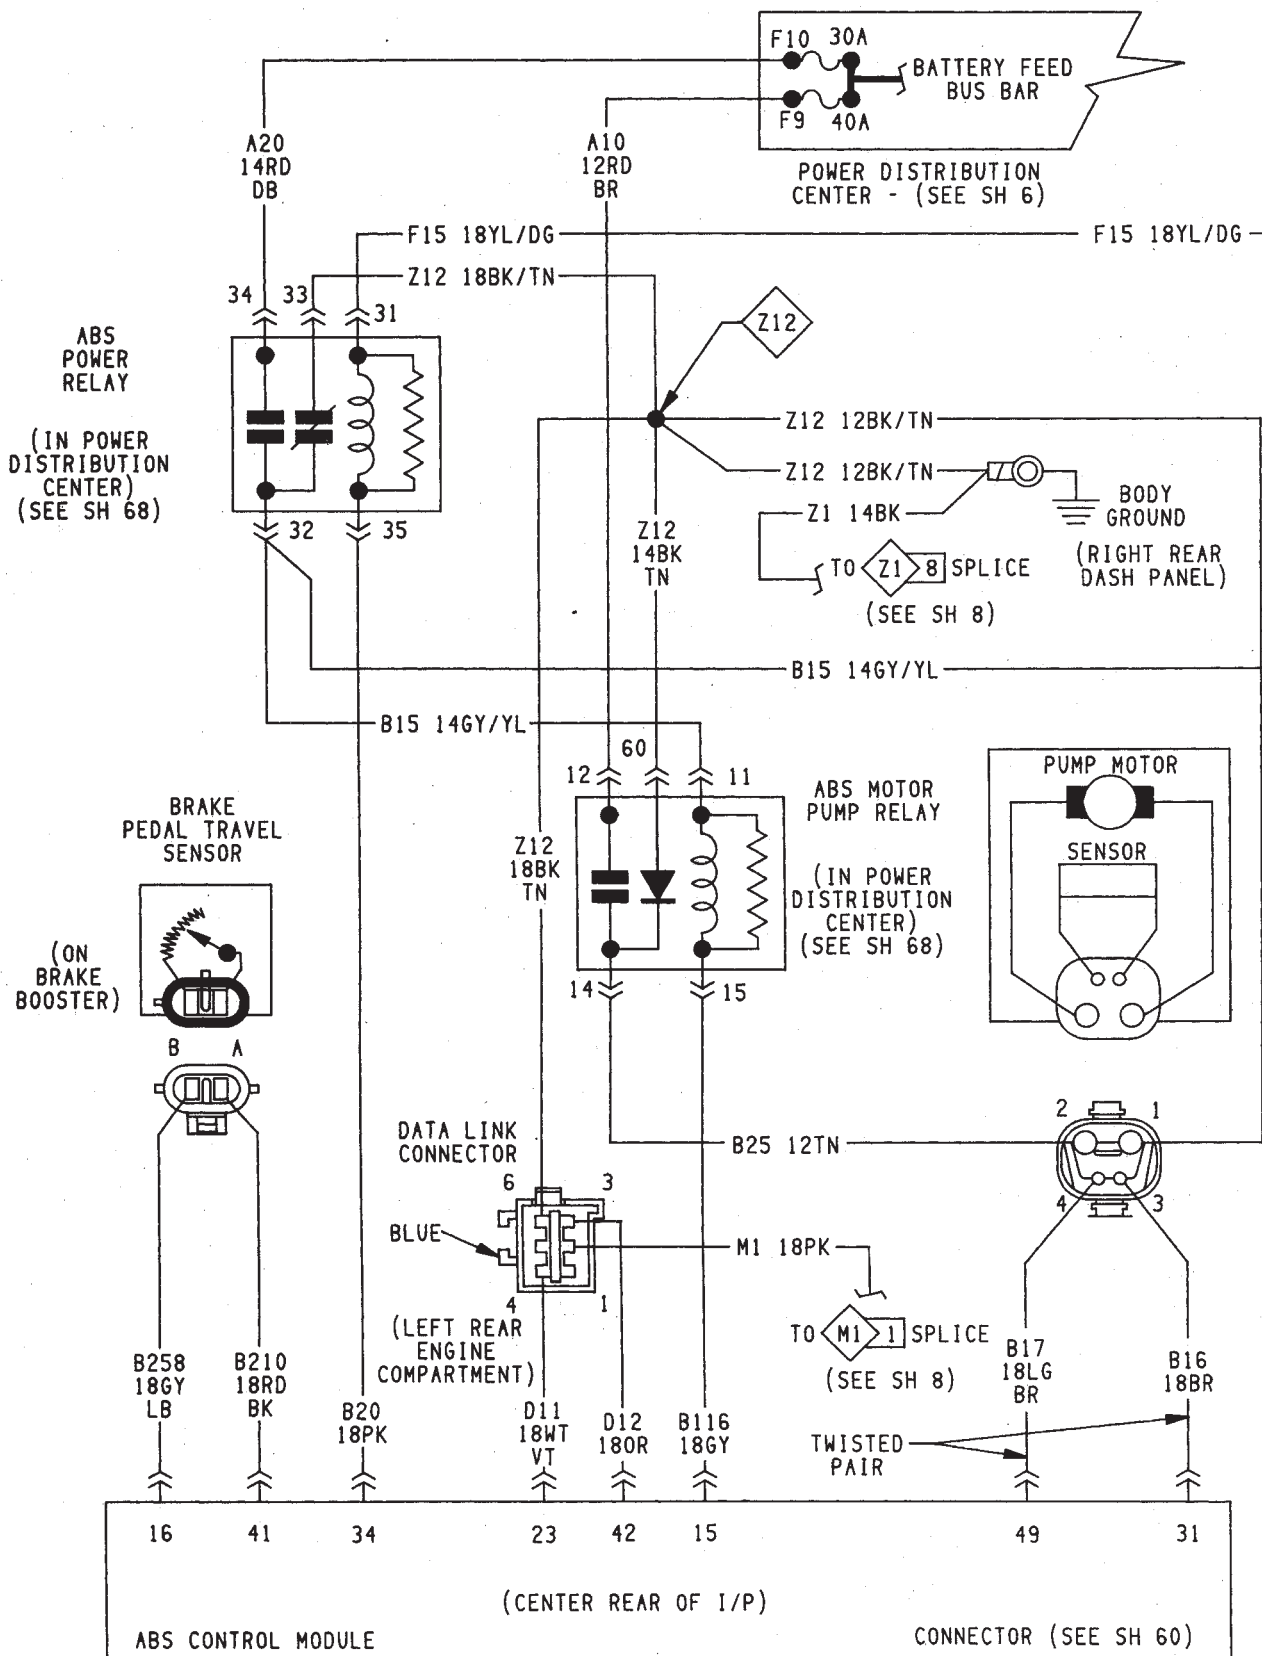 F10 30A
BATTERY FEED
BUS BAR
F9 40A
POWER DISTRIBUTION
CENTER - (SEE SH 6)
A20
14RD
DB
A10
12RD
BR
F15 18YL/DG
F15 18YL/DG
Z12 18BK/TN
34 33 31
ABS
POWER
RELAY
(IN POWER
DISTRIBUTION
CENTER)
(SEE SH 68)
32 35
Z12
Z12 12BK/TN
Z12 12BK/TN
Z1 14BK
BODY
GROUND
(RIGHT REAR
DASH PANEL)
TO Z1 8 SPLICE
(SEE SH 8)
Z12
14BK
TN
B15 14GY/YL
B15 14GY/YL
60
12 11
ABS MOTOR
PUMP RELAY
(IN POWER
DISTRIBUTION
CENTER)
(SEE SH 68)
14 15
PUMP MOTOR
SENSOR
BRAKE
PEDAL TRAVEL
SENSOR
(ON
BRAKE
BOOSTER)
B A
Z12
18BK
TN
DATA LINK
CONNECTOR
6 3
BLUE
4 1
(LEFT REAR
ENGINE
COMPARTMENT)
B25 12TN
2 1
4 3
M1 18PK
TO M1 1 SPLICE
(SEE SH 8)
B258
18GY
LB
B210
18RD
BK
B20
18PK
D11
18WT
VT
D12
18OR
B116
18GY
B17
18LG
BR
B16
18BR
TWISTED
PAIR
16 41 34 23 42 15 49 31
(CENTER REAR OF I/P)
ABS CONTROL MODULE
CONNECTOR (SEE SH 60)